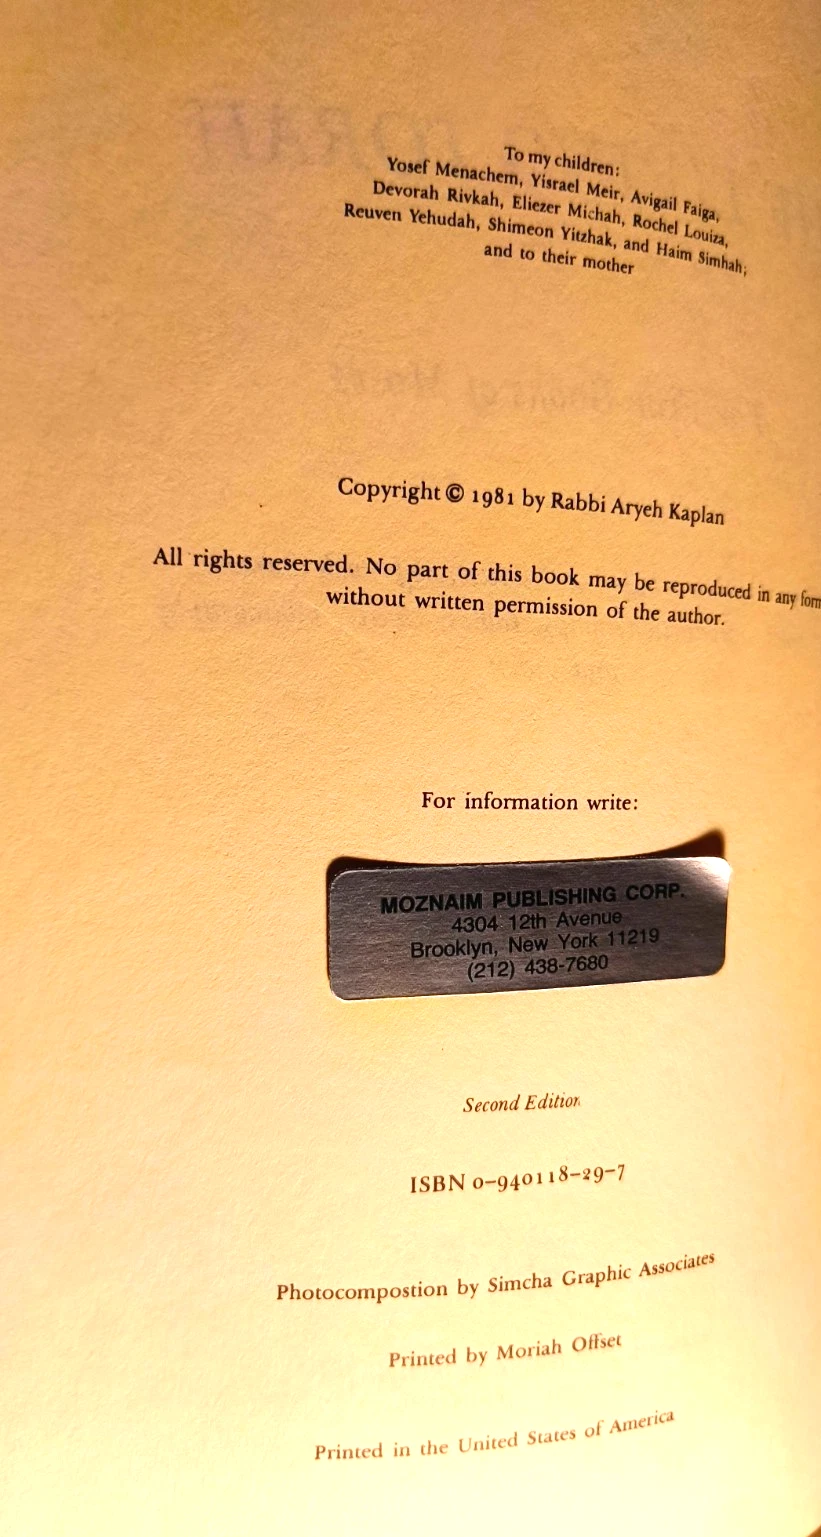 To my children:
Yosef Menachem, Yisrael Meir, Avigail Faiga,
Devorah Rivkah, Eliezer Michah, Rochel Louiza,
Reuven Yehudah, Shimeon Yitzhak, and Haim Simhah;
and to their mother
Copyright © 1981 by Rabbi Aryeh Kaplan
All rights reserved. No part of this book may be reproduced in any form
without written permission of the author.
For information write:
MOZNAIM PUBLISHING CORP.
4304 12th Avenue
Brooklyn, New York 11219
(212) 438-7680
Second Edition
ISBN 0-940118-29-7
Photocompostion by Simcha Graphic Associates
Printed by Moriah Offset
Printed in the United States of America